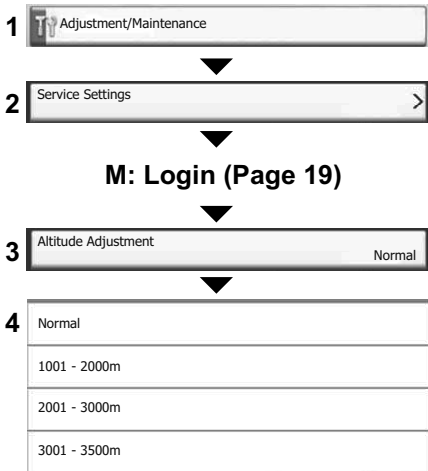 1 Adjustment/Maintenance
2 Service Settings
M: Login (Page 19)
3 Altitude Adjustment
Normal
4 Normal
1001 - 2000m
2001 - 3000m
3001 - 3500m